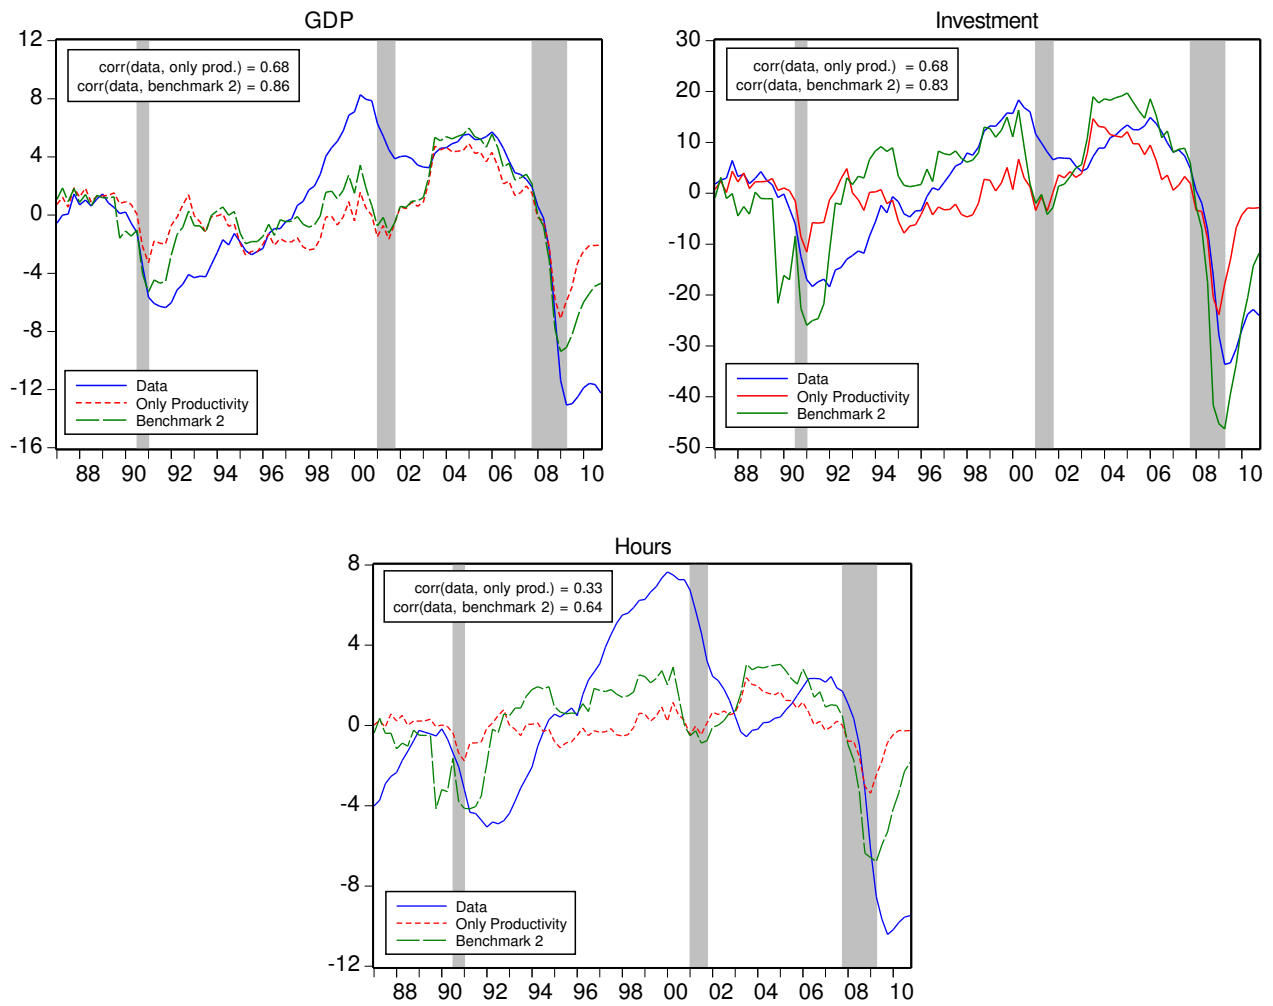 GDP
12
8
4
0
-4
-8
-12
-16
corr(data, only prod.) = 0.68
corr(data, benchmark 2) = 0.86
Data
Only Productivity
Benchmark 2
88 90 92 94 96 98 00 02 04 06 08 10
Investment
30
20
10
0
-10
-20
-30
-40
-50
corr(data, only prod.) = 0.68
corr(data, benchmark 2) = 0.83
Data
Only Productivity
Benchmark 2
88 90 92 94 96 98 00 02 04 06 08 10
Hours
8
4
0
-4
-8
-12
corr(data, only prod.) = 0.33
corr(data, benchmark 2) = 0.64
Data
Only Productivity
Benchmark 2
88 90 92 94 96 98 00 02 04 06 08 10